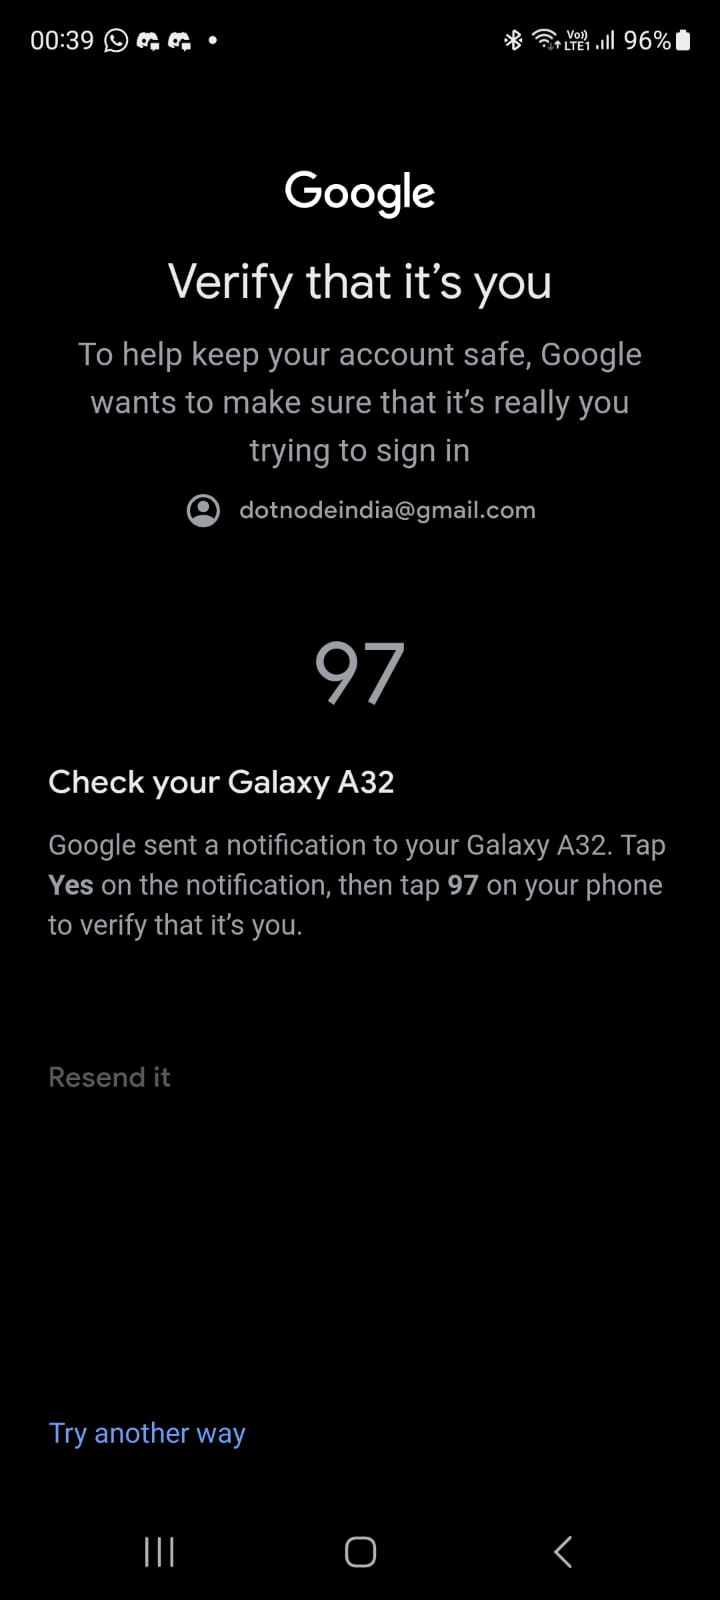 00:39
Vo))
LTE1
96%
Google
Verify that it's you
To help keep your account safe, Google
wants to make sure that it's really you
trying to sign in
dotnodeindia@gmail.com
97
Check your Galaxy A32
Google sent a notification to your Galaxy A32. Tap
Yes on the notification, then tap 97 on your phone
to verify that it's you.
Resend it
Try another way